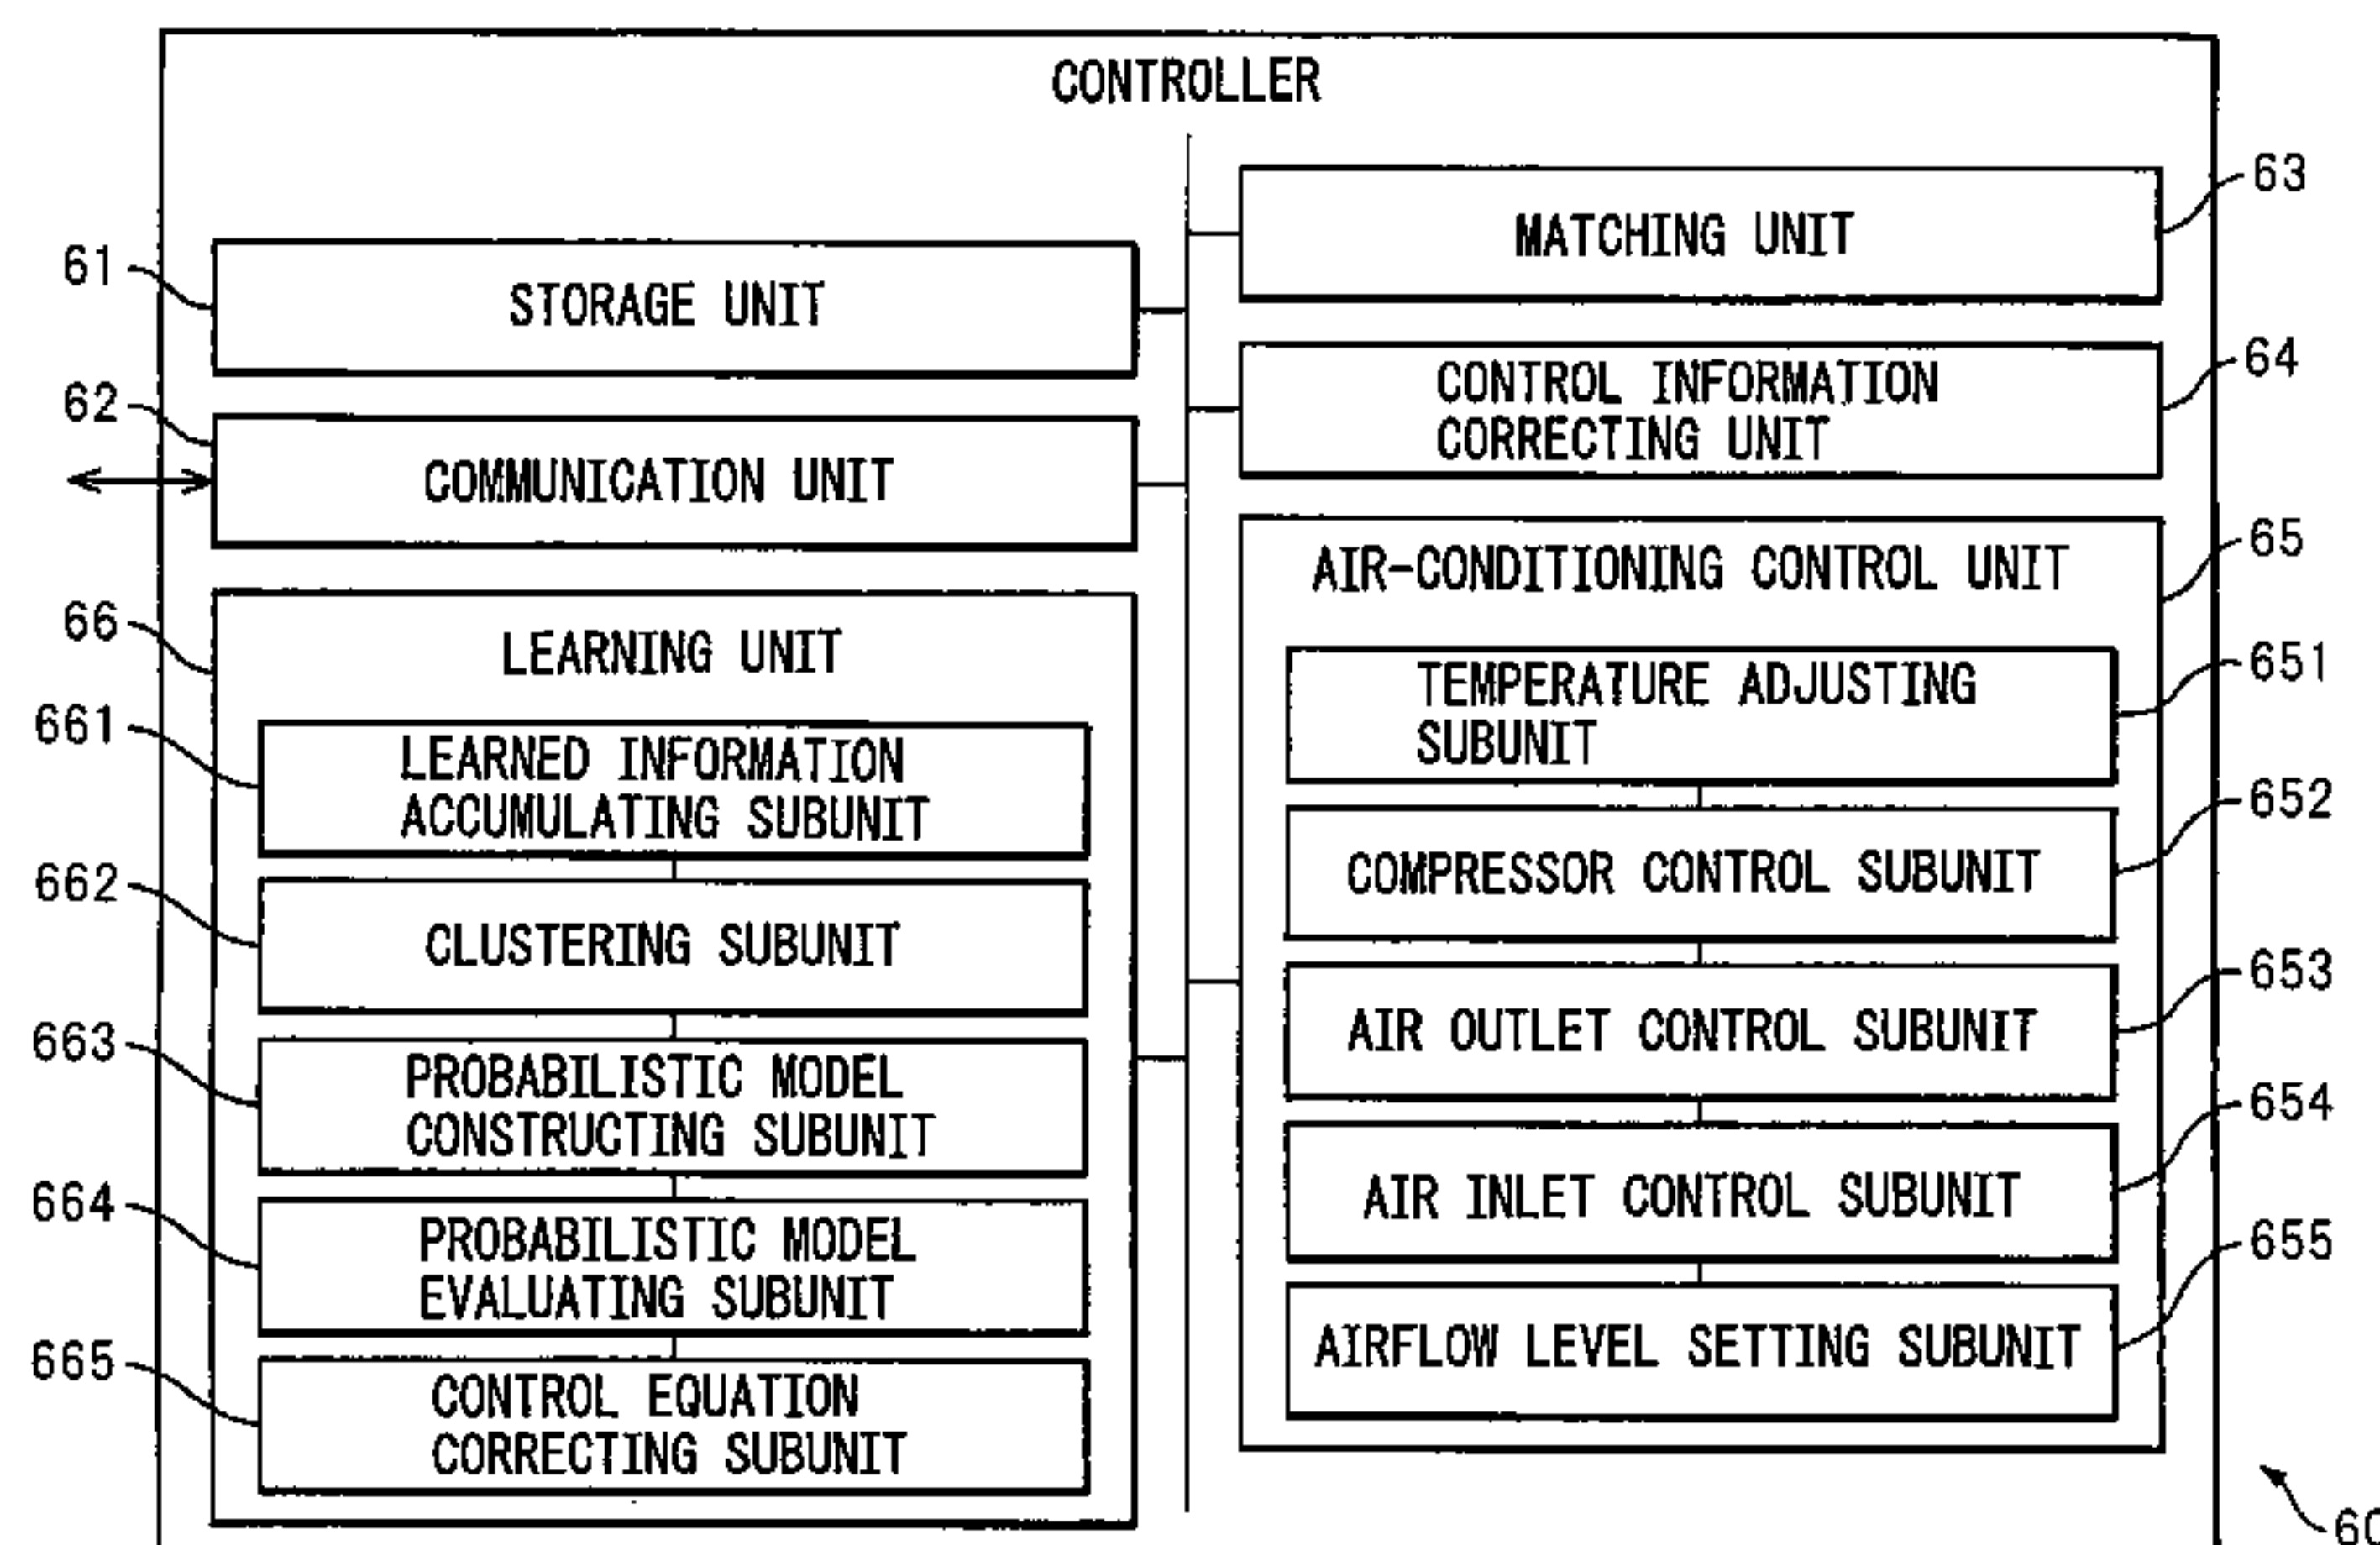 CONTROLLER
61
STORAGE UNIT
62
COMMUNICATION UNIT
66
LEARNING UNIT
661
LEARNED INFORMATION
ACCUMULATING SUBUNIT
662
CLUSTERING SUBUNIT
663
PROBABILISTIC MODEL
CONSTRUCTING SUBUNIT
664
PROBABILISTIC MODEL
EVALUATING SUBUNIT
665
CONTROL EQUATION
CORRECTING SUBUNIT
MATCHING UNIT
63
CONTROL INFORMATION
CORRECTING UNIT
64
AIR-CONDITIONING CONTROL UNIT
65
TEMPERATURE ADJUSTING
SUBUNIT
651
COMPRESSOR CONTROL SUBUNIT
652
AIR OUTLET CONTROL SUBUNIT
653
AIR INLET CONTROL SUBUNIT
654
AIRFLOW LEVEL SETTING SUBUNIT
655
60